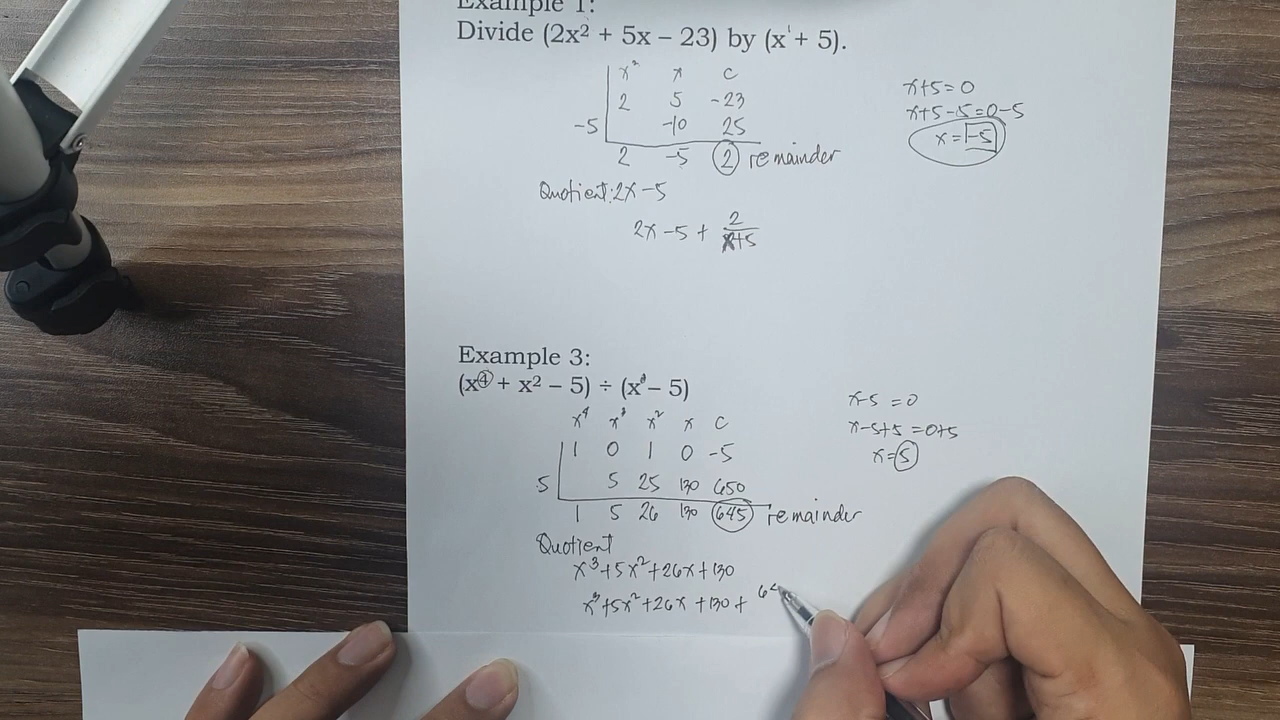 Example 1:
Divide (2x² + 5x – 23) by (x¹ + 5).
x² x c
2 5 -23
-5 -10 25
2 -5 2 remainder
Quotient: 2x - 5
2x - 5 + 2/x+5
x+5=0
x+5-5=0-5
x=-5
Example 3:
(x⁴ + x² – 5) ÷ (x – 5)
x⁴ x³ x² x c
1 0 1 0 -5
5 5 25 130 650
1 5 26 130 645 remainder
Quotient
x³+5x²+26x+130
x³+5x²+26x+130+
x-5=0
x-5+5=0+5
x=5